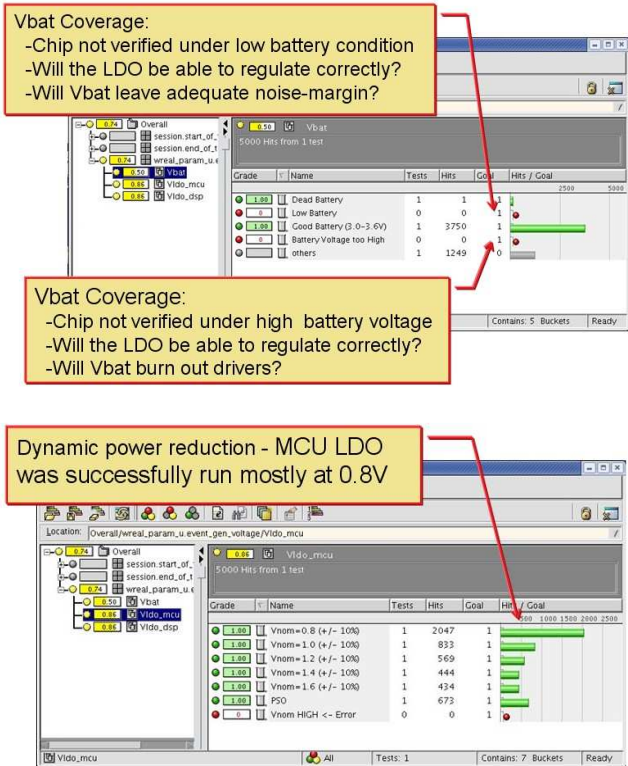 Vbat Coverage:
-Chip not verified under low battery condition
-Will the LDO be able to regulate correctly?
-Will Vbat leave adequate noise-margin?
0.74 Overall
session.start_of_
session.end_of_t
0.74 wreal_param_u.e
0.50 Vbat
0.86 Vldo_mcu
0.86 Vldo_dsp
0.50 Vbat
5000 Hits from 1 test
Grade Name Tests Hits Goal Hits / Goal
2500 5000
1.00 Dead Battery 1 1 1
0 Low Battery 0 0 1
1.00 Good Battery (3.0-3.6V) 1 3750 1
0 Battery Voltage too High 0 0 1
others 1 1249 0
Vbat Coverage:
-Chip not verified under high battery voltage
-Will the LDO be able to regulate correctly?
-Will Vbat burn out drivers?
Contains: 5 Buckets Ready
Dynamic power reduction - MCU LDO
was successfully run mostly at 0.8V
Location: Overall/wreal_param_u.event_gen_voltage/Vldo_mcu
0.74 Overall
session.start_of_
session.end_of_t
0.74 wreal_param_u.e
0.50 Vbat
0.86 Vldo_mcu
0.86 Vldo_dsp
0.86 Vldo_mcu
5000 Hits from 1 test
Grade Name Tests Hits Goal Hits / Goal
500 1000 1500 2000 2500
1.00 Vnom=0.8 (+/- 10%) 1 2047 1
1.00 Vnom=1.0 (+/- 10%) 1 833 1
1.00 Vnom=1.2 (+/- 10%) 1 569 1
1.00 Vnom=1.4 (+/- 10%) 1 444 1
1.00 Vnom=1.6 (+/- 10%) 1 434 1
1.00 PSO 1 673 1
0 Vnom HIGH <- Error 0 0 1
Vldo_mcu All Tests: 1 Contains: 7 Buckets Ready